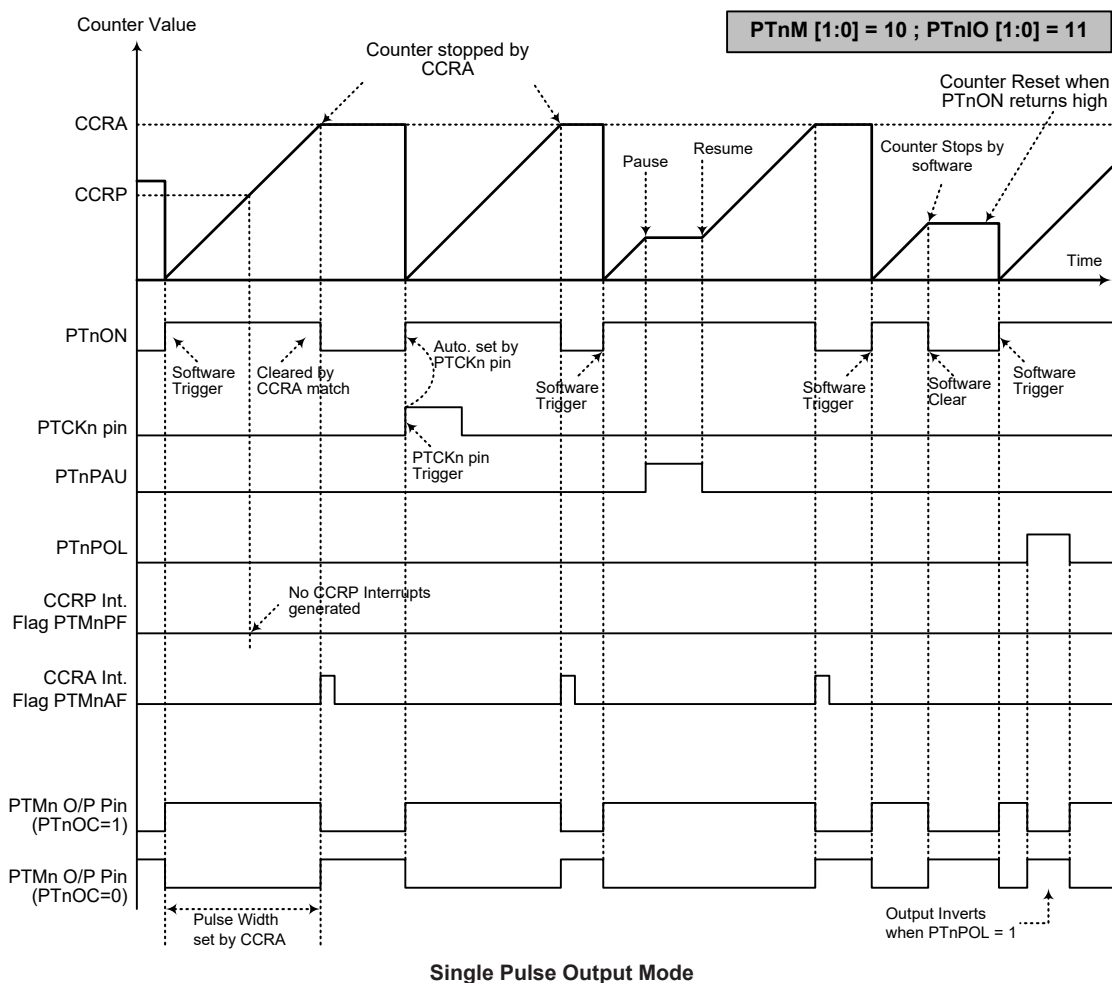 Counter Value
PTnM [1:0] = 10 ; PTnIO [1:0] = 11
Counter stopped by
CCRA
Counter Reset when
PTnON returns high
CCRA
CCRP
Pause
Resume
Counter Stops by
software
Time
PTnON
Software
Trigger
Cleared by
CCRA match
Auto. set by
PTCKn pin
Software
Trigger
Software
Trigger
Software
Clear
Software
Trigger
PTCKn pin
PTCKn pin
Trigger
PTnPAU
PTnPOL
CCRP Int.
Flag PTMnPF
No CCRP Interrupts
generated
CCRA Int.
Flag PTMnAF
PTMn O/P Pin
(PTnOC=1)
PTMn O/P Pin
(PTnOC=0)
Pulse Width
set by CCRA
Output Inverts
when PTnPOL = 1
Single Pulse Output Mode